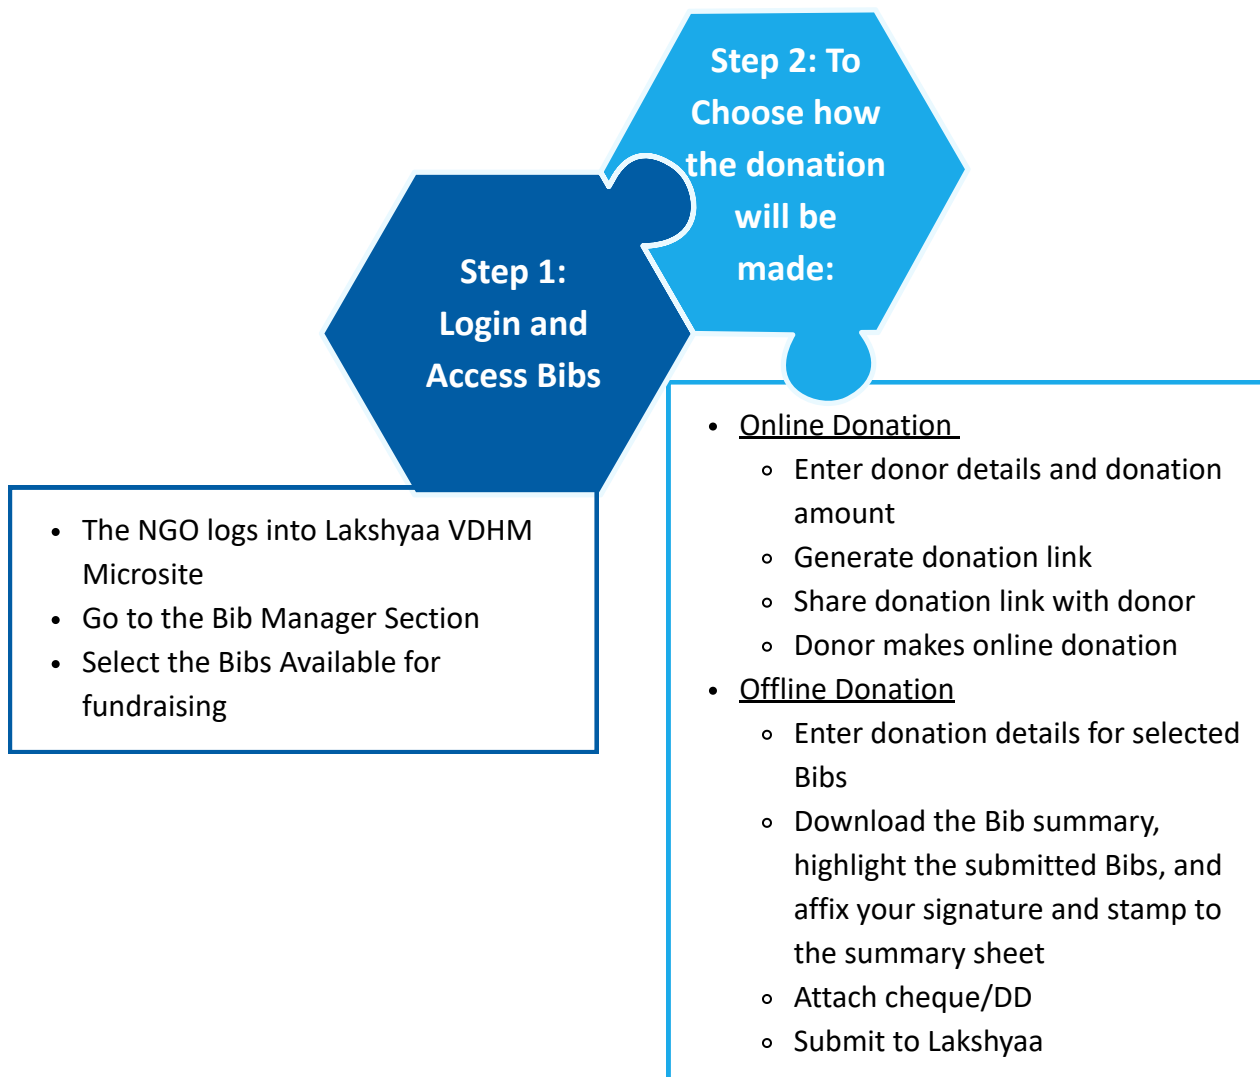 Step 1:
Login and
Access Bibs
• The NGO logs into Lakshyaa VDHM
Microsite
• Go to the Bib Manager Section
• Select the Bibs Available for
fundraising
Step 2: To
Choose how
the donation
will be
made:
• Online Donation
◦ Enter donor details and donation
amount
◦ Generate donation link
◦ Share donation link with donor
◦ Donor makes online donation
• Offline Donation
◦ Enter donation details for selected
Bibs
◦ Download the Bib summary,
highlight the submitted Bibs, and
affix your signature and stamp to
the summary sheet
◦ Attach cheque/DD
◦ Submit to Lakshyaa